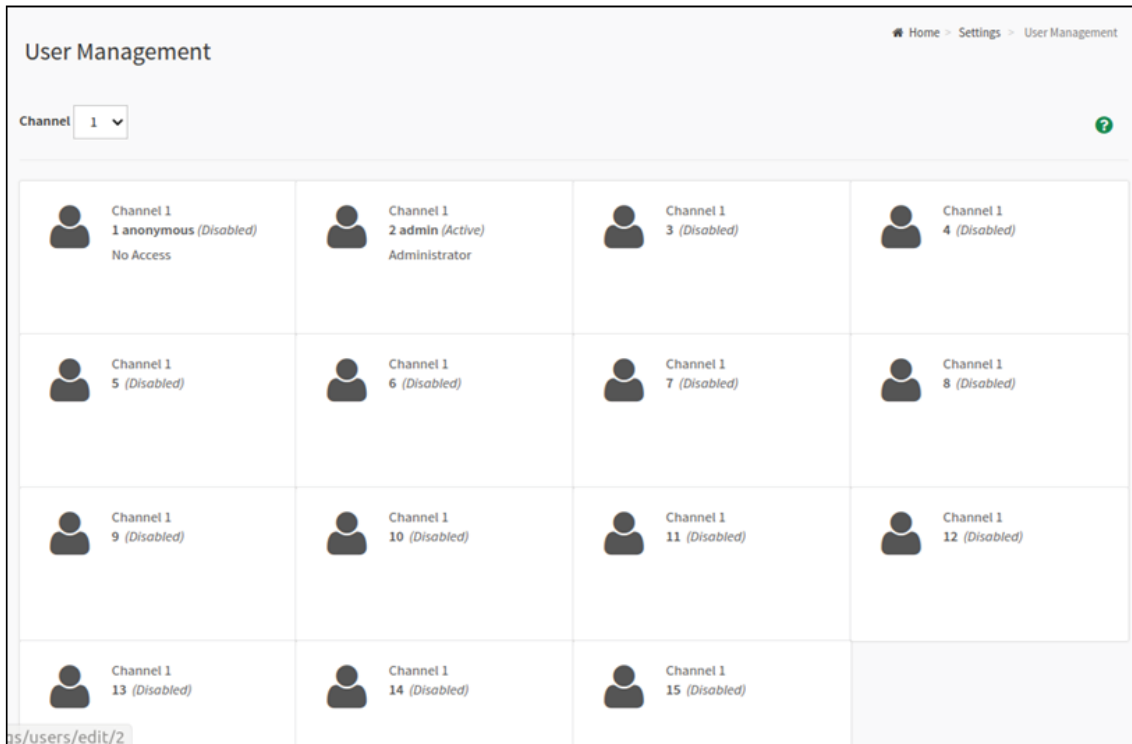 Home > Settings > User Management
User Management
Channel 1
Channel 1
1 anonymous (Disabled)
No Access
Channel 1
2 admin (Active)
Administrator
Channel 1
3 (Disabled)
Channel 1
4 (Disabled)
Channel 1
5 (Disabled)
Channel 1
6 (Disabled)
Channel 1
7 (Disabled)
Channel 1
8 (Disabled)
Channel 1
9 (Disabled)
Channel 1
10 (Disabled)
Channel 1
11 (Disabled)
Channel 1
12 (Disabled)
Channel 1
13 (Disabled)
Channel 1
14 (Disabled)
Channel 1
15 (Disabled)
gs/users/edit/2